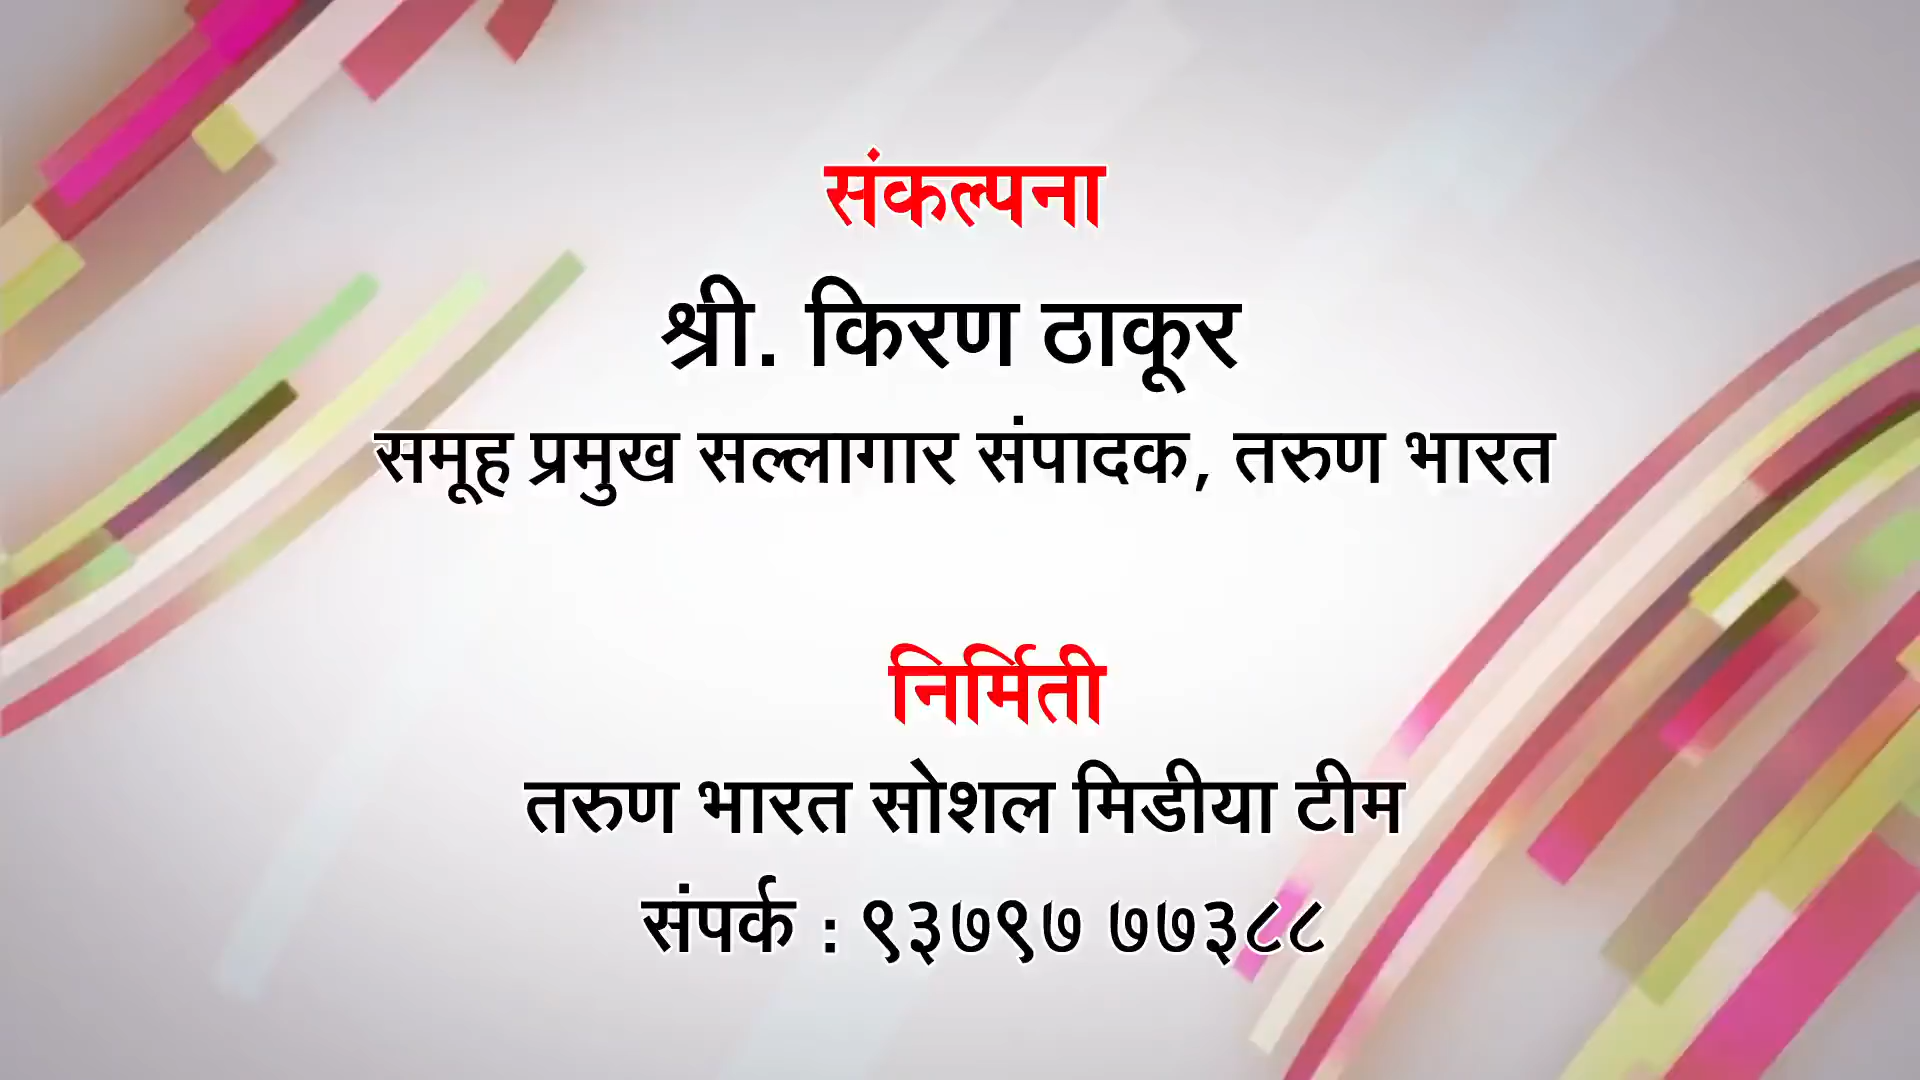 संकल्पना
श्री. किरण ठाकूर
समूह प्रमुख सल्लागार संपादक, तरुण भारत
निर्मिती
तरुण भारत सोशल मिडीया टीम
संपर्क : ९३७९७ ७७३८८